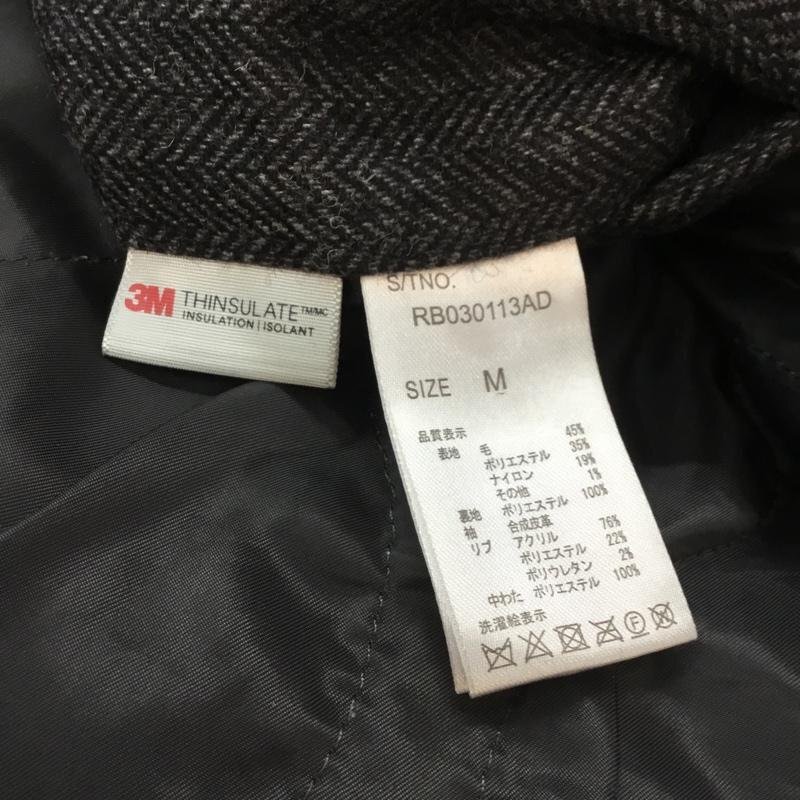 3M THINSULATE™/MC
INSULATION | ISOLANT
S/TNO.
RB030113AD
SIZE M
品質表示
表地 毛 45%
ポリエステル 35%
ナイロン 19%
その他 1%
裏地 ポリエステル 100%
袖 合成皮革
リブ アクリル 76%
ポリエステル 22%
ポリウレタン 2%
中わた ポリエステル 100%
洗濯絵表示
F